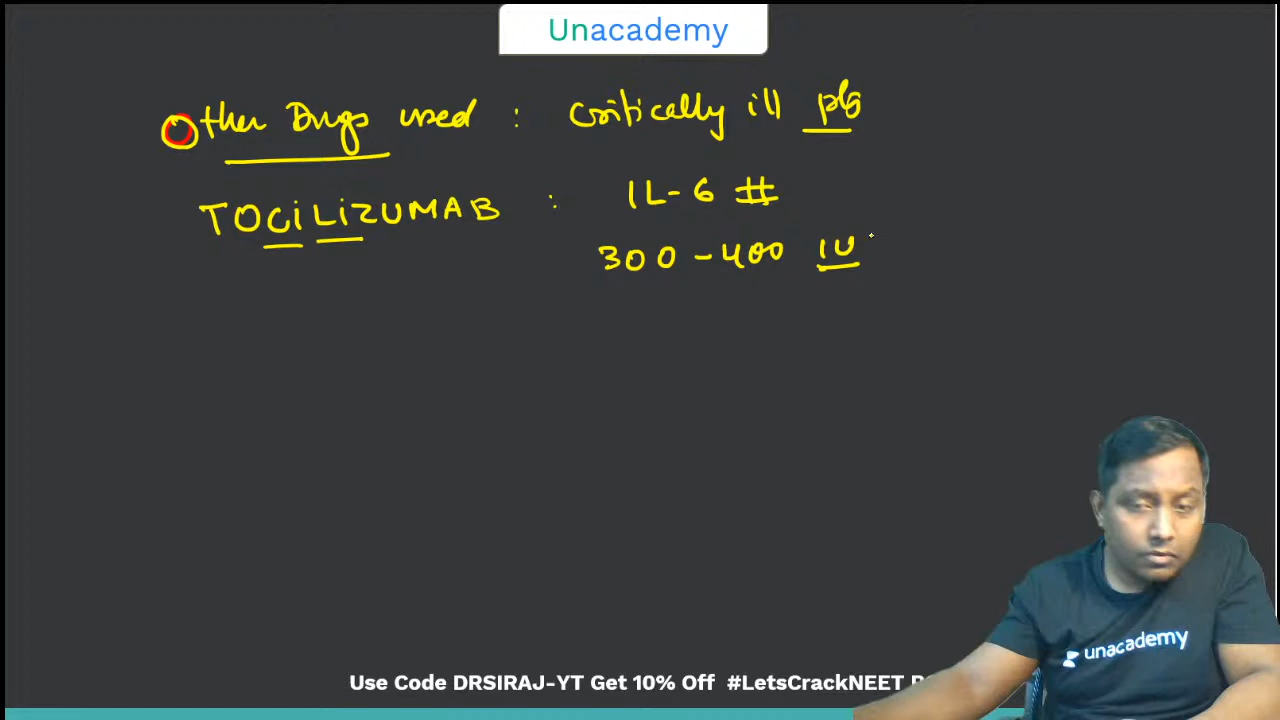 Unacademy
Other Drugs used : critically ill pts
TOCiLiZUMAB : IL-6 #
300-400 IU
unacademy
Use Code DRSIRAJ-YT Get 10% Off #LetsCrackNEET